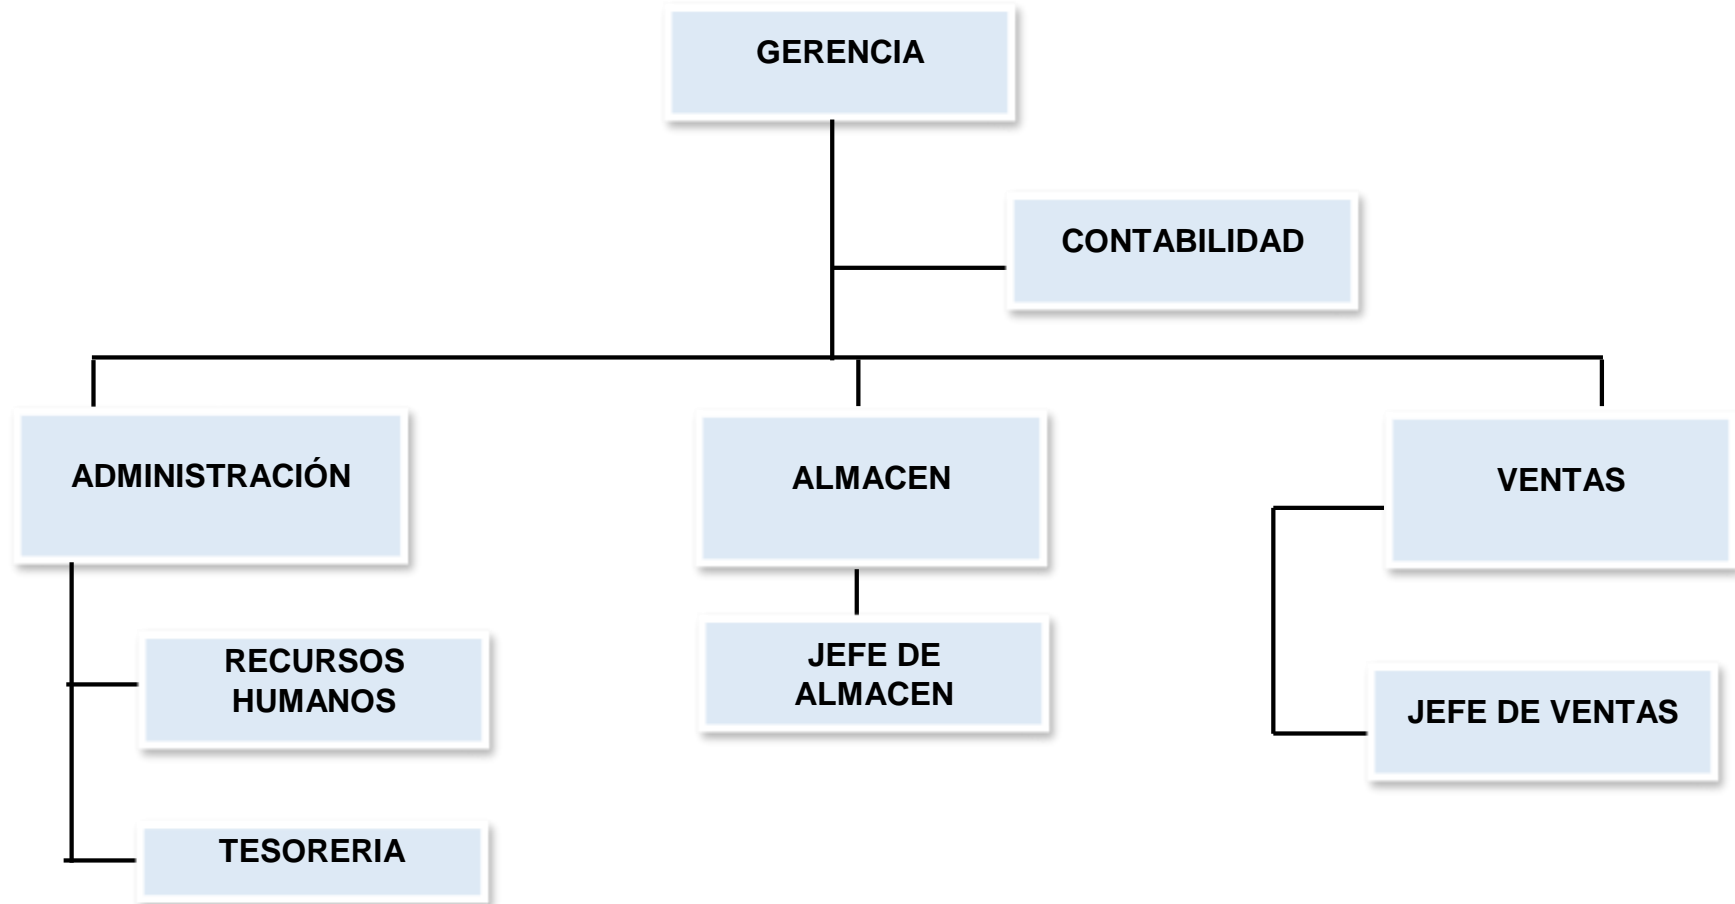 GERENCIA
CONTABILIDAD
ADMINISTRACIÓN
ALMACEN
VENTAS
RECURSOS
HUMANOS
JEFE DE
ALMACEN
JEFE DE VENTAS
TESORERIA